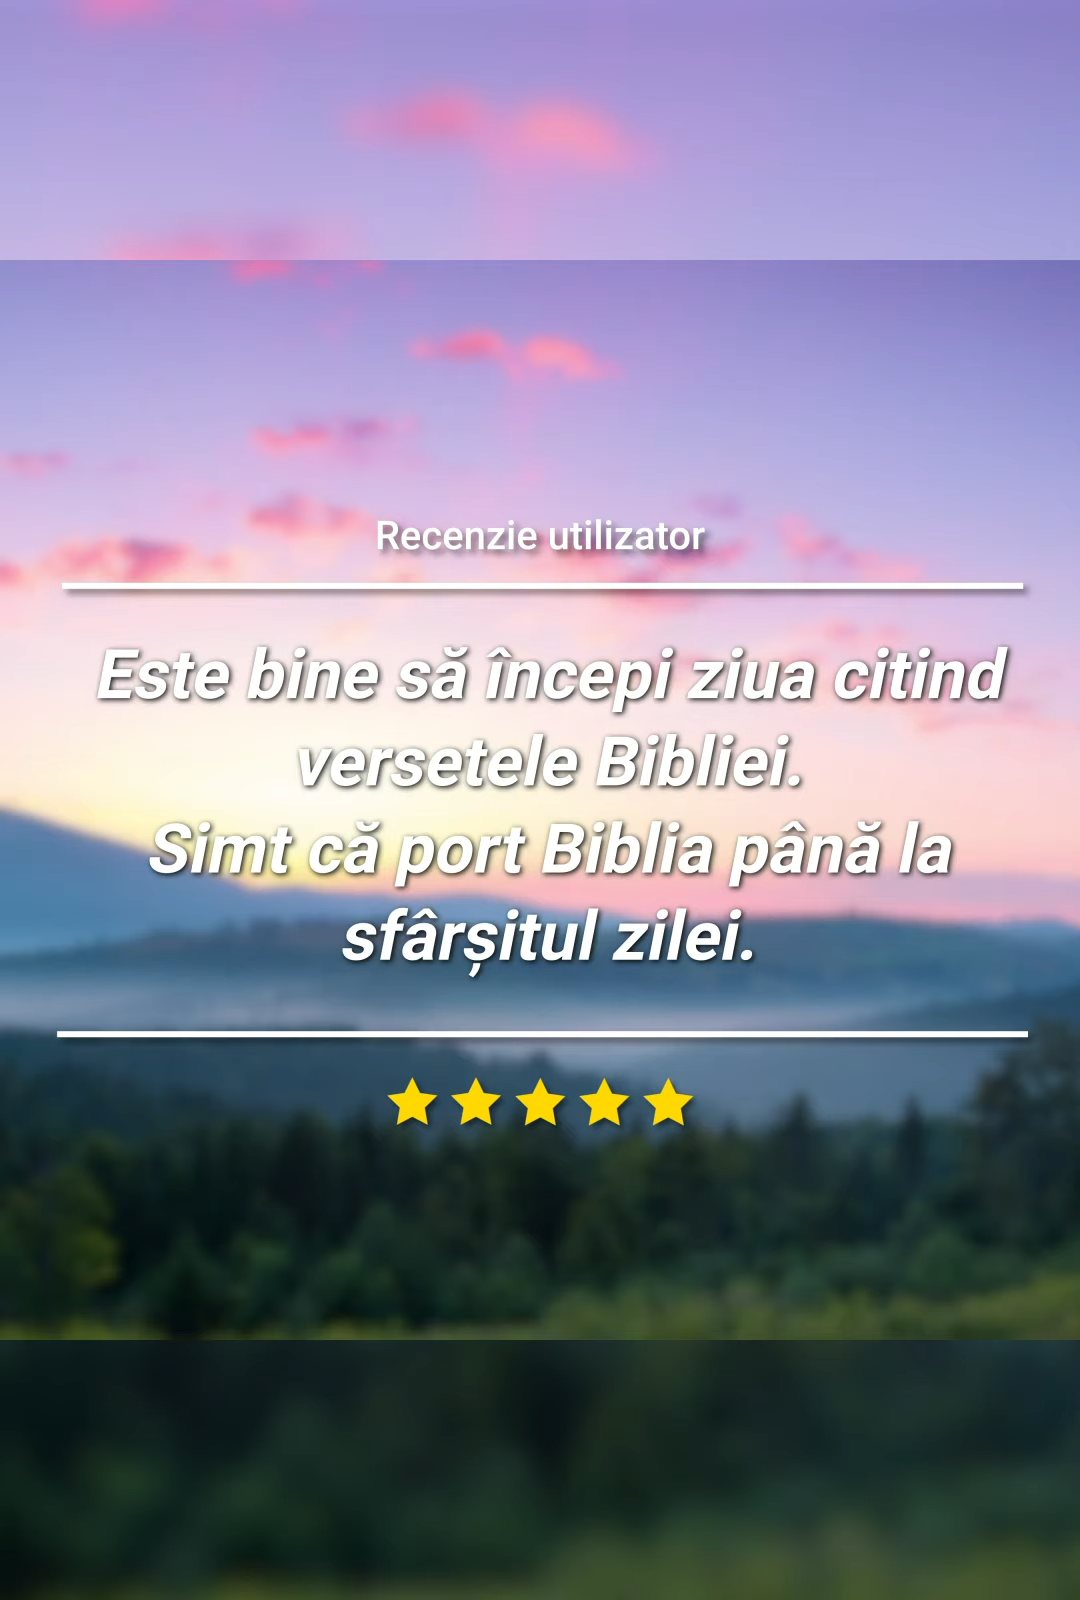 Recenzie utilizator
Este bine să începi ziua citind
versetele Bibliei.
Simt că port Biblia până la
sfârșitul zilei.